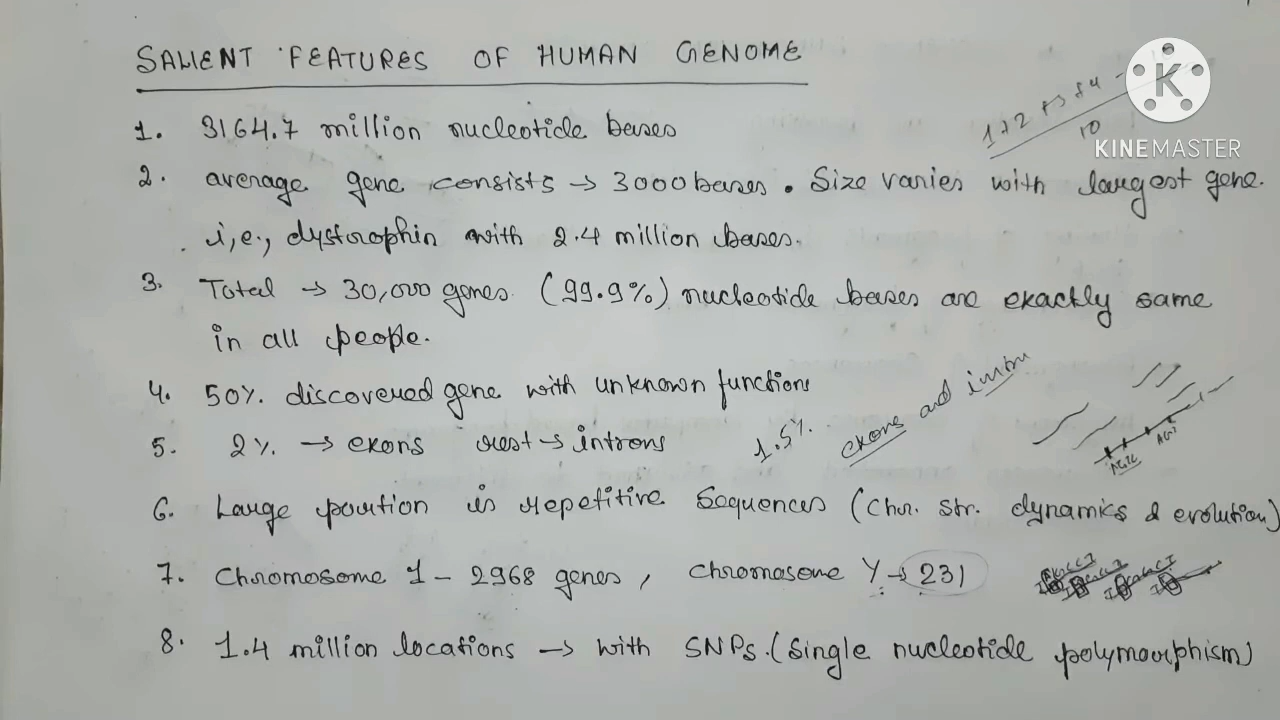 SALIENT FEATURES OF HUMAN GENOME
1. 3164.7 million nucleotide bases
2. average gene consists → 3000 bases. Size varies with largest gene.
i,e., dystrophin with 2.4 million bases.
3. Total → 30,000 genes. (99.9%) nucleotide bases are exactly same
in all people.
4. 50%. discovered gene with unknown functions
5. 2%. → exons rest → introns
1.5%.
exons and
6. Large portion is repetitive sequences (Chr. Str. dynamics & evolution)
7. Chromosome 1 - 2968 genes, chromosome Y → 231
8. 1.4 million locations → with SNPs. (Single nucleotide polymorphism)
10
K
KINEMASTER